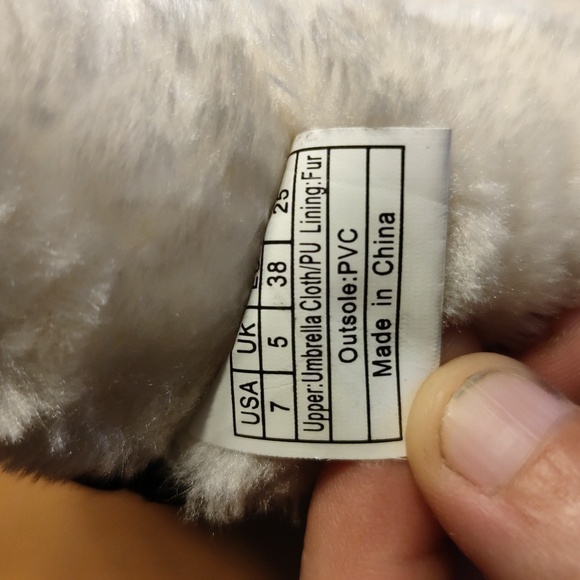 USA UK
7 5 38 25
Upper:Umbrella Cloth/PU Lining:Fur
Outsole:PVC
Made in China